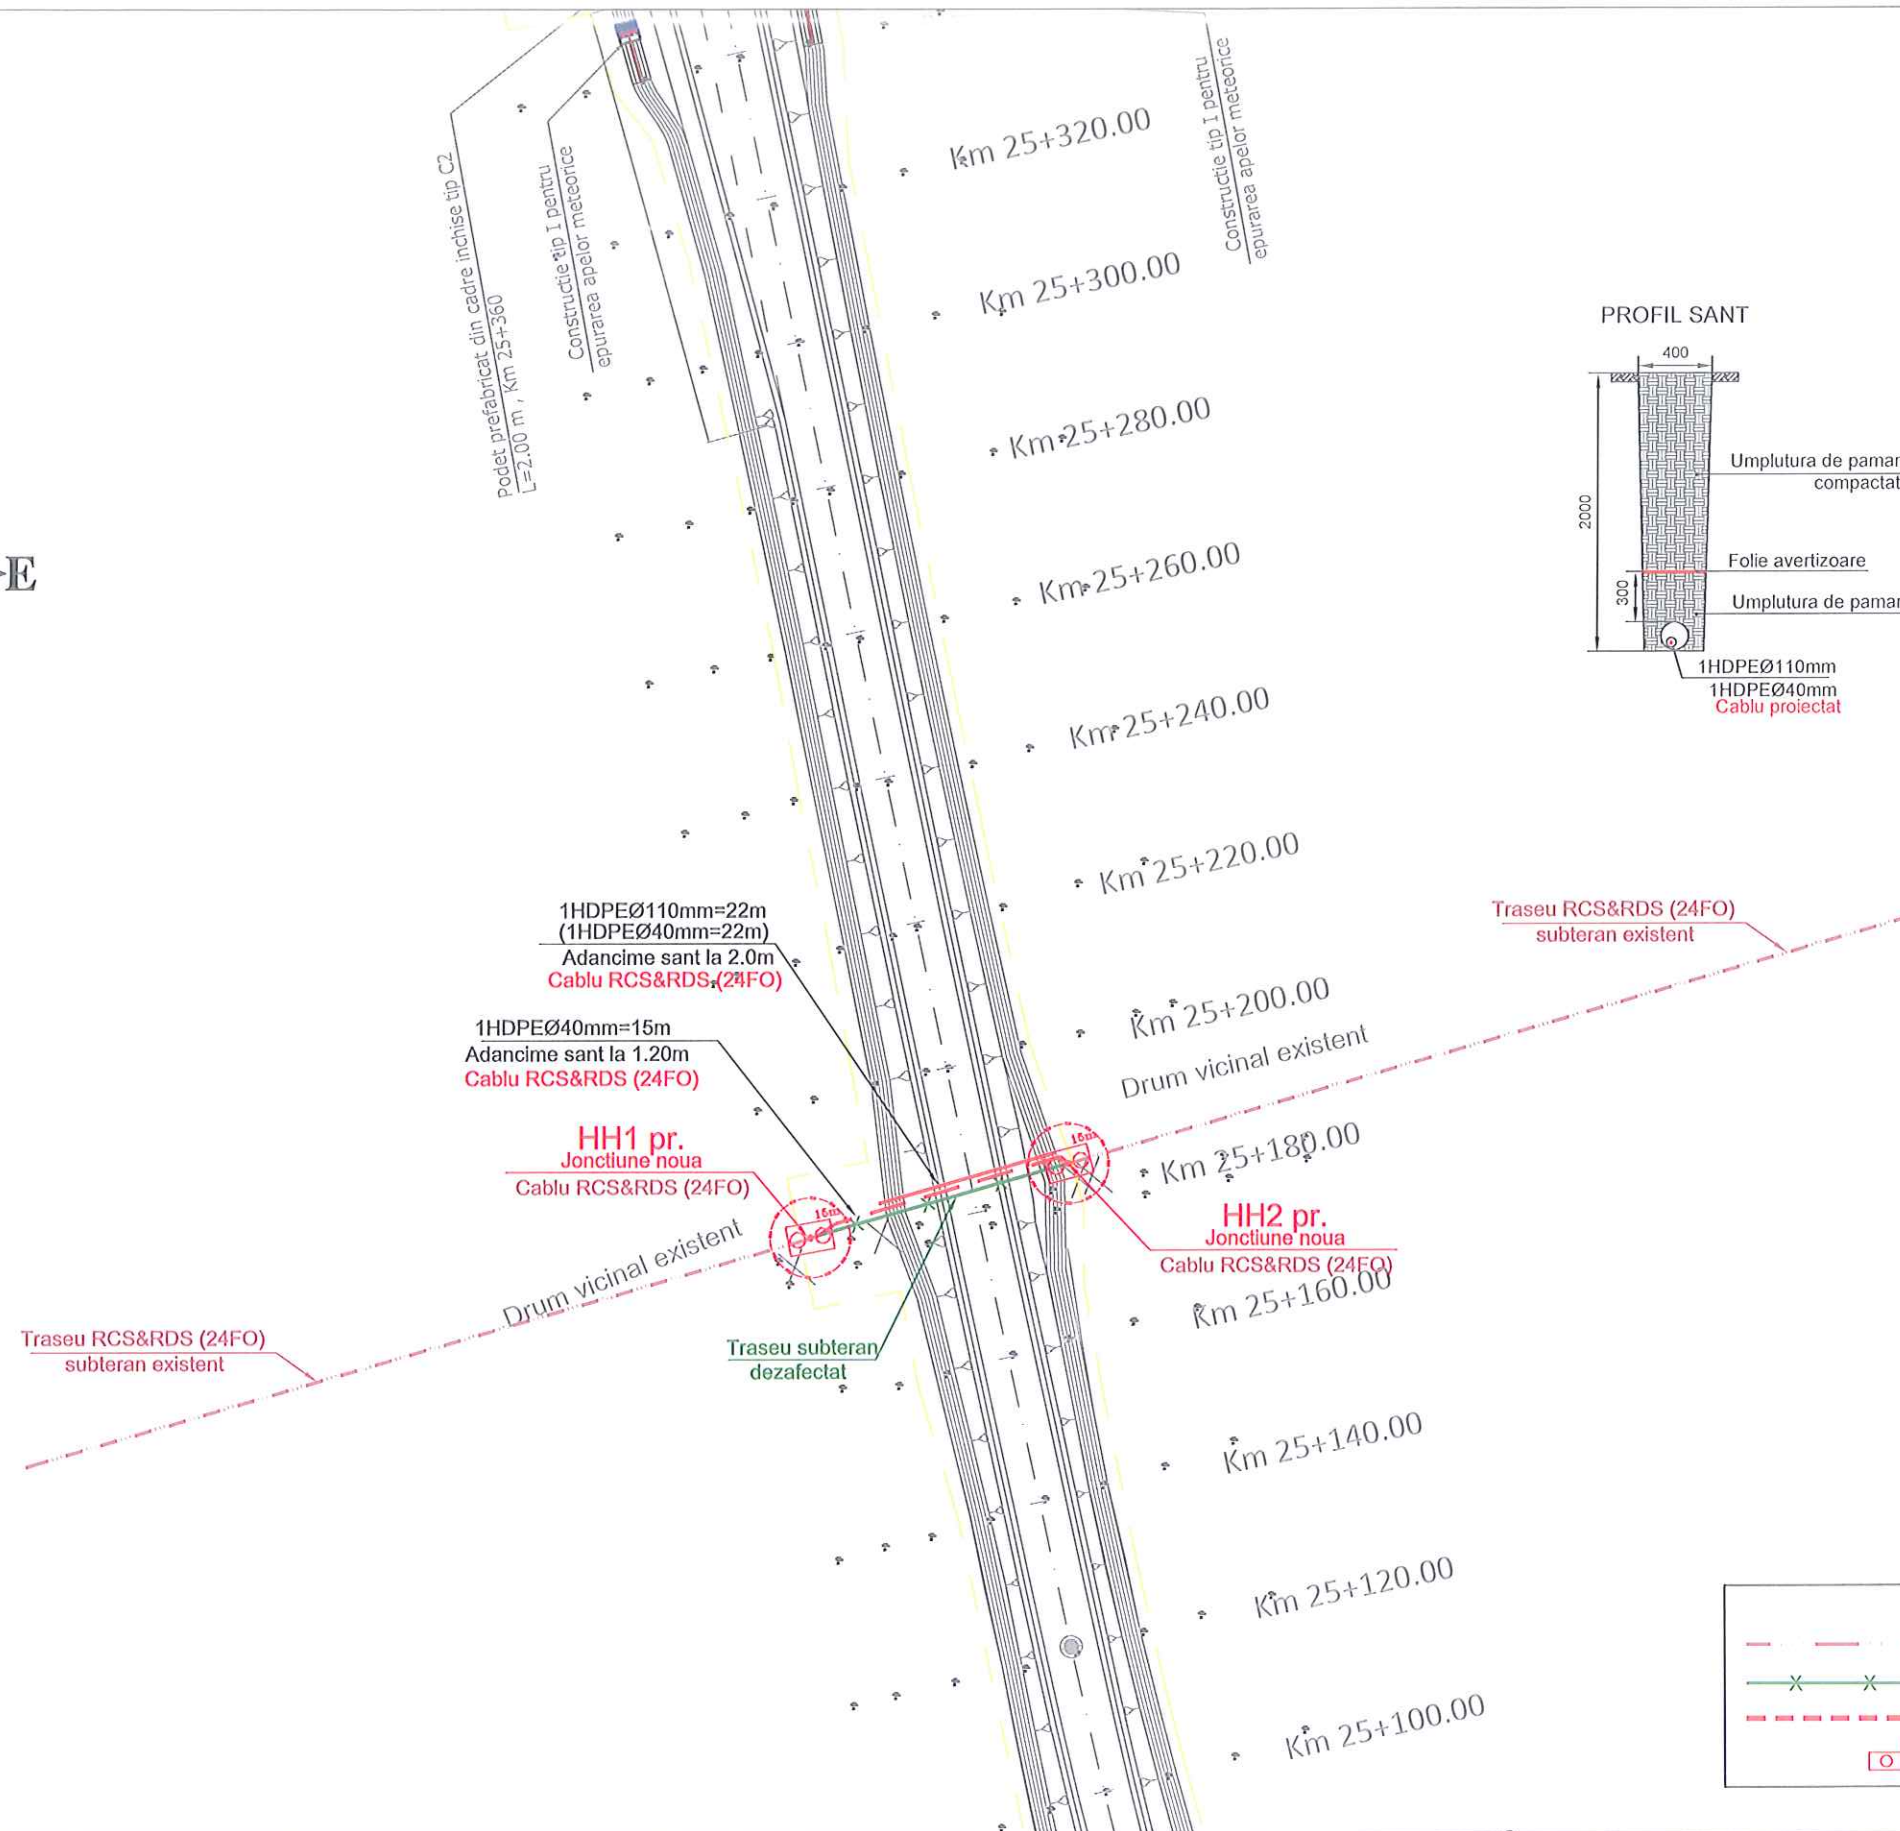 Podet prefabricat din cadre inchise tip C2
L=2.00 m , Km 25+360
Constructie tip I pentru
epurarea apelor meteorice
Constructie tip I pentru
epurarea apelor meteorice
Km 25+320.00
Km 25+300.00
Km 25+280.00
Km 25+260.00
Km 25+240.00
Km 25+220.00
Km 25+200.00
Km 25+180.00
Km 25+160.00
Km 25+140.00
Km 25+120.00
Km 25+100.00
E
PROFIL SANT
400
2000
300
Umplutura de pamar
compactat
Folie avertizoare
Umplutura de pamar
1HDPEØ110mm
1HDPEØ40mm
Cablu proiectat
1HDPEØ110mm=22m
(1HDPEØ40mm=22m)
Adancime sant la 2.0m
Cablu RCS&RDS (24FO)
1HDPEØ40mm=15m
Adancime sant la 1.20m
Cablu RCS&RDS (24FO)
HH1 pr.
Jonctiune noua
Cablu RCS&RDS (24FO)
15m
15m
HH2 pr.
Jonctiune noua
Cablu RCS&RDS (24FO)
Traseu RCS&RDS (24FO)
subteran existent
Drum vicinal existent
Drum vicinal existent
Traseu RCS&RDS (24FO)
subteran existent
Traseu subteran
dezafectat